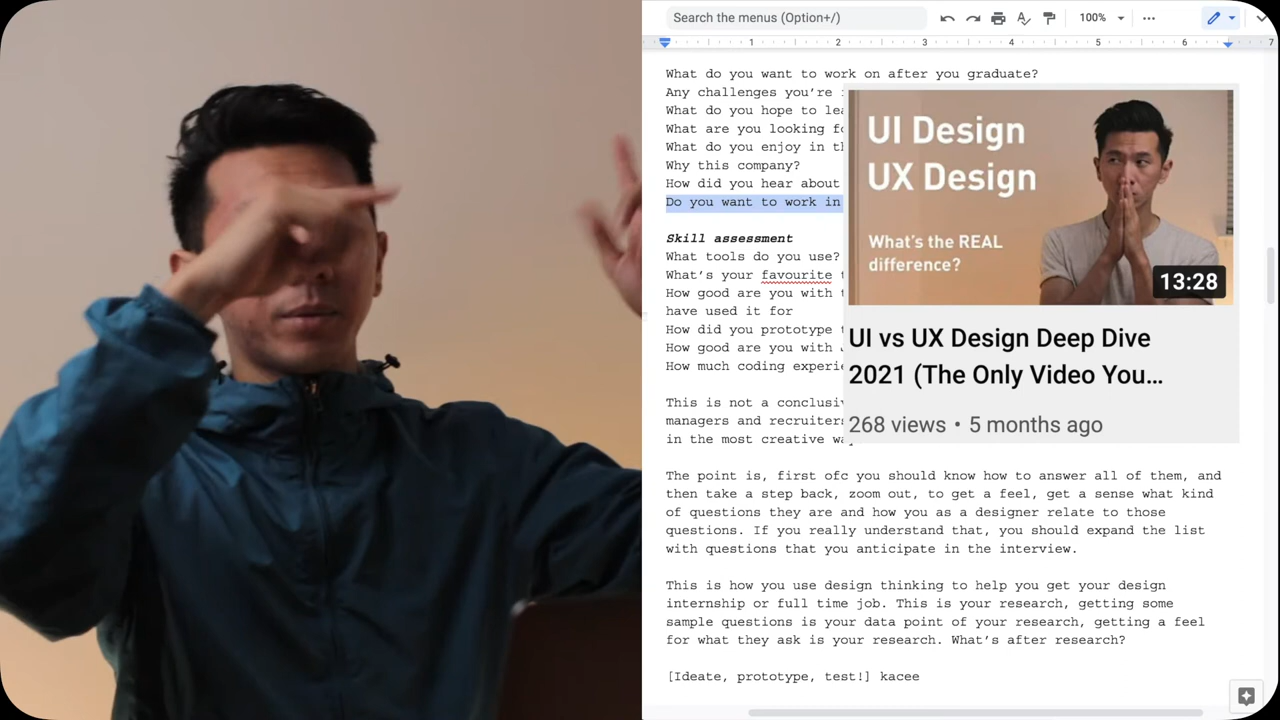 Search the menus (Option+/)
100%
1 2 3 4 5 6 7
What do you want to work on after you graduate?
Any challenges you're
What do you hope to
What are you looking
What do you enjoy in
Why this company?
How did you hear about
Do you want to work in
Skill assessment
What tools do you use?
What's your favourite
How good are you with
have used it for
How did you prototype
How good are you with
How much coding
This is not a
managers and recruiters
in the most creative
UI Design
UX Design
What's the REAL
difference?
13:28
UI vs UX Design Deep Dive
2021 (The Only Video You…
268 views • 5 months ago
The point is, first ofc you should know how to answer all of them, and
then take a step back, zoom out, to get a feel, get a sense what kind
of questions they are and how you as a designer relate to those
questions. If you really understand that, you should expand the list
with questions that you anticipate in the interview.
This is how you use design thinking to help you get your design
internship or full time job. This is your research, getting some
sample questions is your data point of your research, getting a feel
for what they ask is your research. What's after research?
[Ideate, prototype, test!] kacee